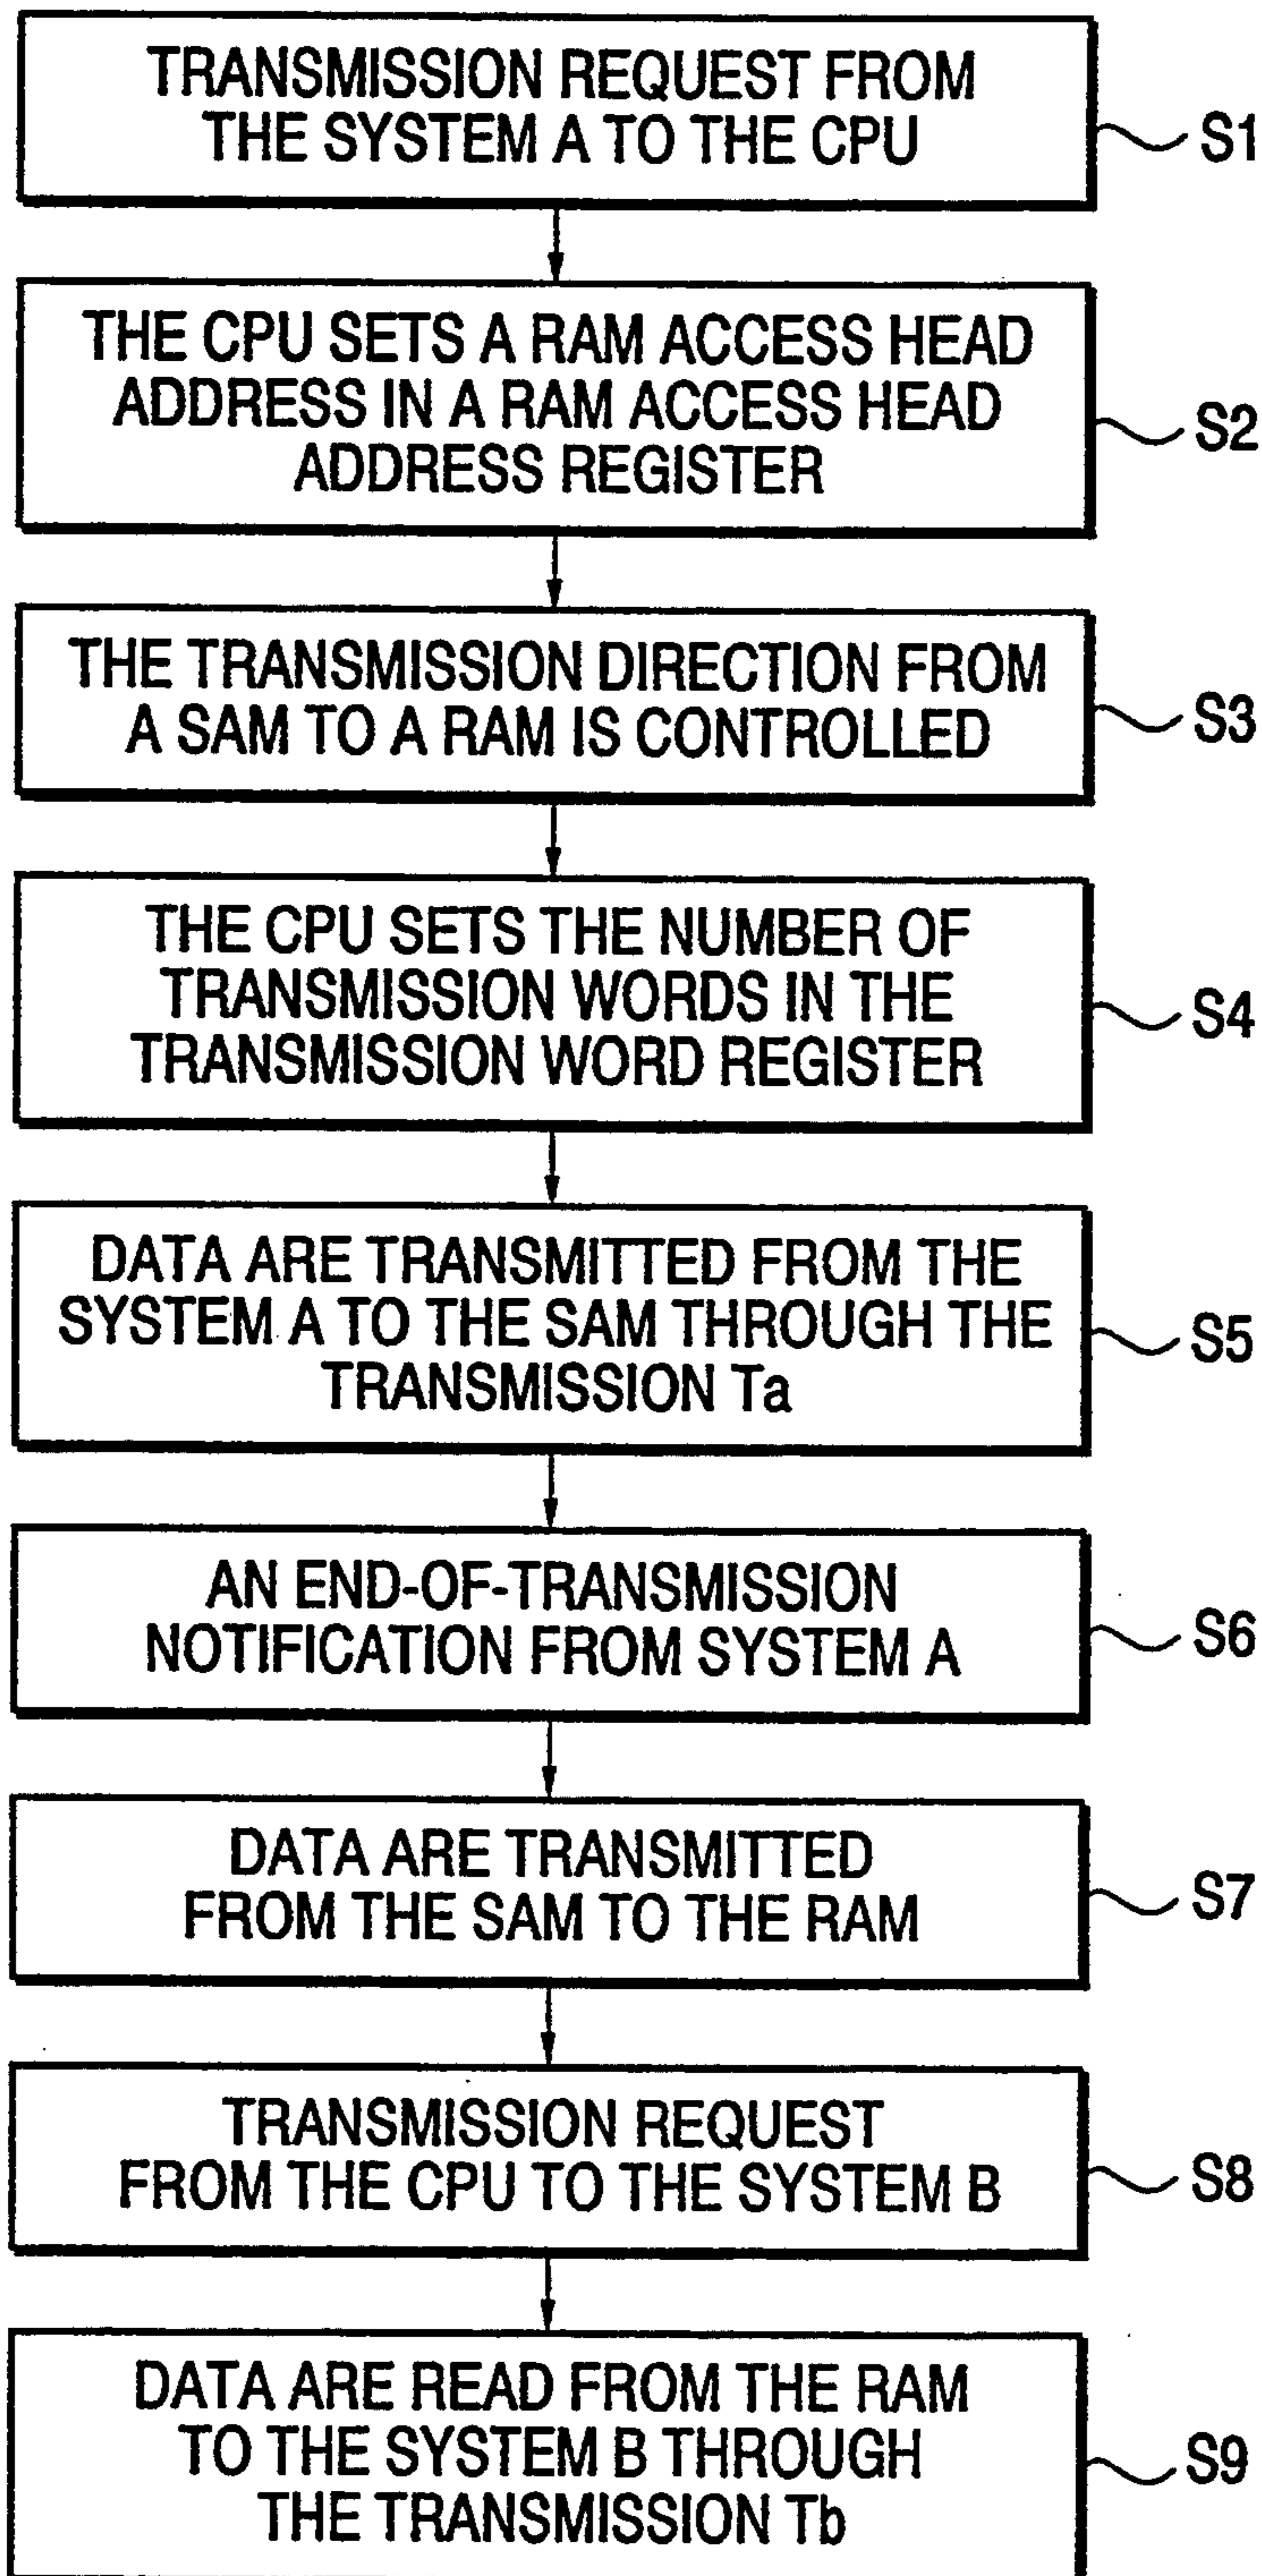 TRANSMISSION REQUEST FROM
THE SYSTEM A TO THE CPU
S1
THE CPU SETS A RAM ACCESS HEAD
ADDRESS IN A RAM ACCESS HEAD
ADDRESS REGISTER
S2
THE TRANSMISSION DIRECTION FROM
A SAM TO A RAM IS CONTROLLED
S3
THE CPU SETS THE NUMBER OF
TRANSMISSION WORDS IN THE
TRANSMISSION WORD REGISTER
S4
DATA ARE TRANSMITTED FROM THE
SYSTEM A TO THE SAM THROUGH THE
TRANSMISSION Ta
S5
AN END-OF-TRANSMISSION
NOTIFICATION FROM SYSTEM A
S6
DATA ARE TRANSMITTED
FROM THE SAM TO THE RAM
S7
TRANSMISSION REQUEST
FROM THE CPU TO THE SYSTEM B
S8
DATA ARE READ FROM THE RAM
TO THE SYSTEM B THROUGH
THE TRANSMISSION Tb
S9